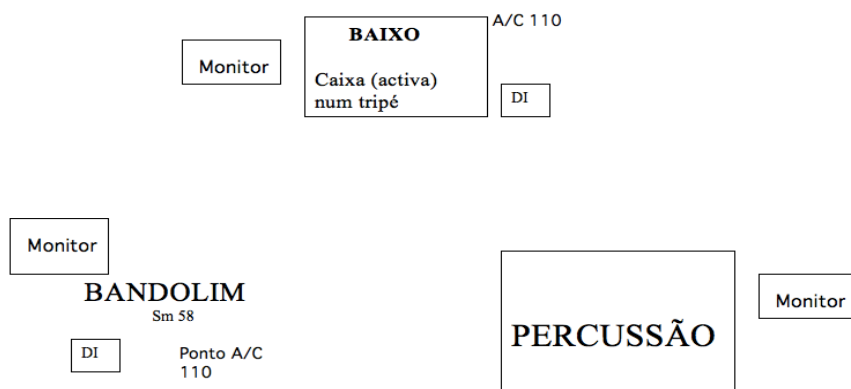 A/C 110
BAIXO
Monitor
Caixa (activa)
num tripé
DI
Monitor
BANDOLIM
Sm 58
Monitor
PERCUSSÃO
DI
Ponto A/C
110